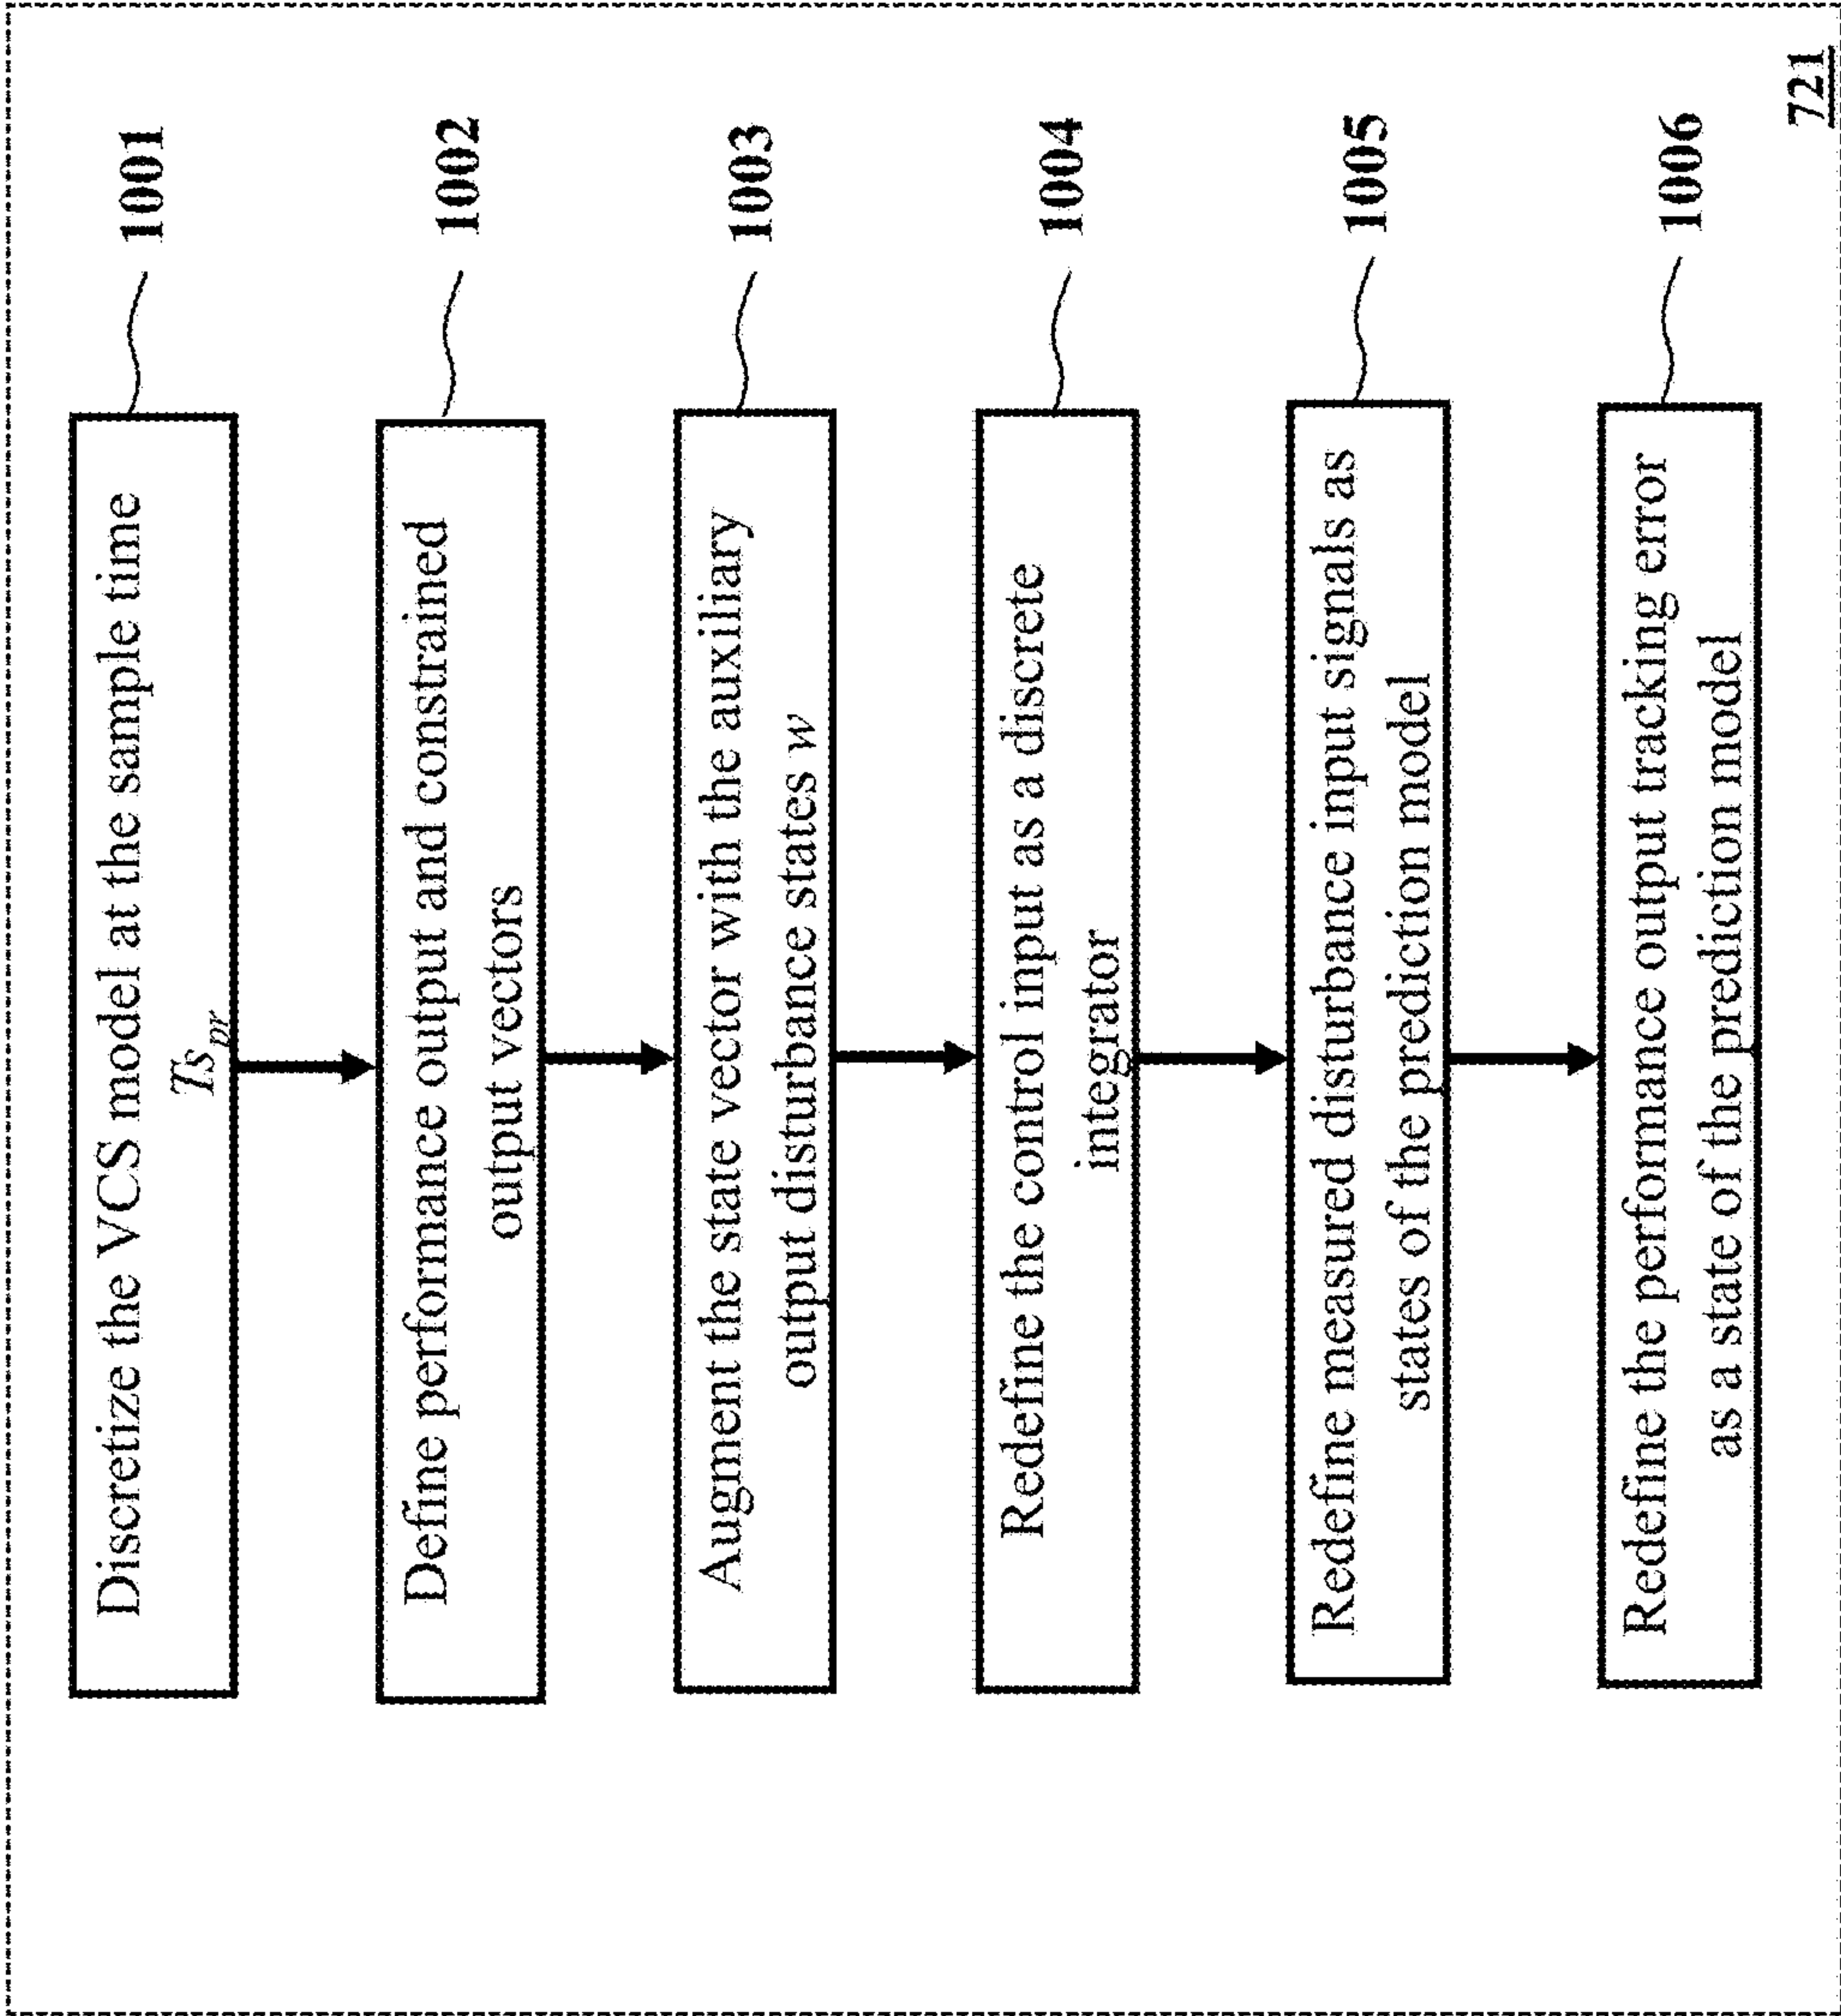 Discretize the VCS model at the sample time
Ts_pr
1001
Define performance output and constrained
output vectors
1002
Augment the state vector with the auxiliary
output disturbance states w
1003
Redefine the control input as a discrete
integrator
1004
Redefine measured disturbance input signals as
states of the prediction model
1005
Redefine the performance output tracking error
as a state of the prediction model
1006
721